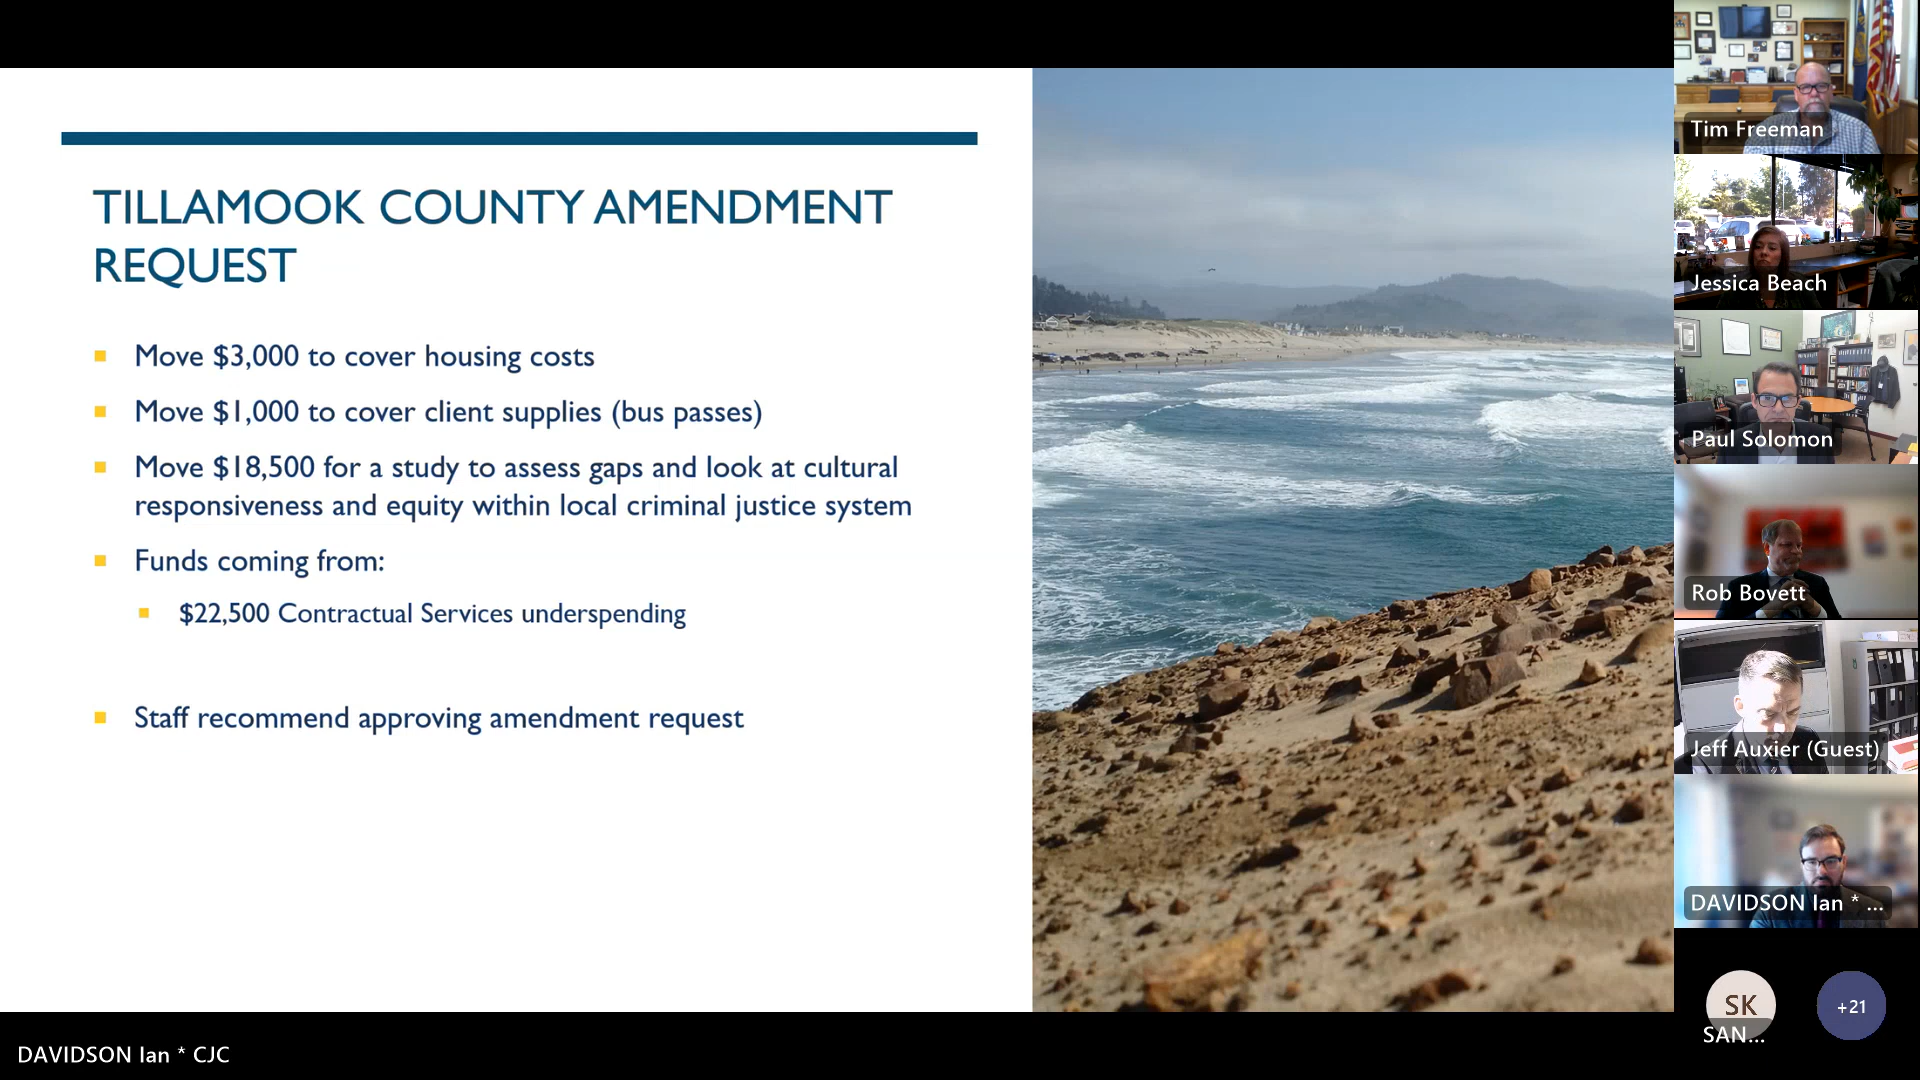 TILLAMOOK COUNTY AMENDMENT
REQUEST
Move $3,000 to cover housing costs
Move $1,000 to cover client supplies (bus passes)
Move $18,500 for a study to assess gaps and look at cultural
responsiveness and equity within local criminal justice system
Funds coming from:
$22,500 Contractual Services underspending
Staff recommend approving amendment request
Tim Freeman
Jessica Beach
Paul Solomon
Rob Bovett
Jeff Auxier (Guest)
DAVIDSON Ian * ...
SK
SAN...
+21
DAVIDSON Ian * CJC